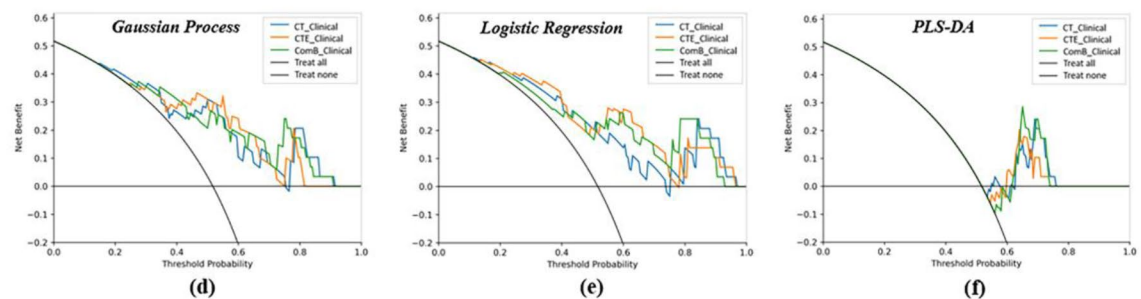 Gaussian Process
CT_Clinical
CTE_Clinical
ComB_Clinical
Treat all
Treat none
0.6
0.5
0.4
0.3
0.2
0.1
0.0
−0.1
−0.2
Net Benefit
0.0 0.2 0.4 0.6 0.8 1.0
Threshold Probability
(d)
Logistic Regression
CT_Clinical
CTE_Clinical
ComB_Clinical
Treat all
Treat none
0.6
0.5
0.4
0.3
0.2
0.1
0.0
−0.1
−0.2
Net Benefit
0.0 0.2 0.4 0.6 0.8 1.0
Threshold Probability
(e)
PLS-DA
CT_Clinical
CTE_Clinical
ComB_Clinical
Treat all
Treat none
0.6
0.5
0.4
0.3
0.2
0.1
0.0
−0.1
−0.2
Net Benefit
0.0 0.2 0.4 0.6 0.8 1.0
Threshold Probability
(f)